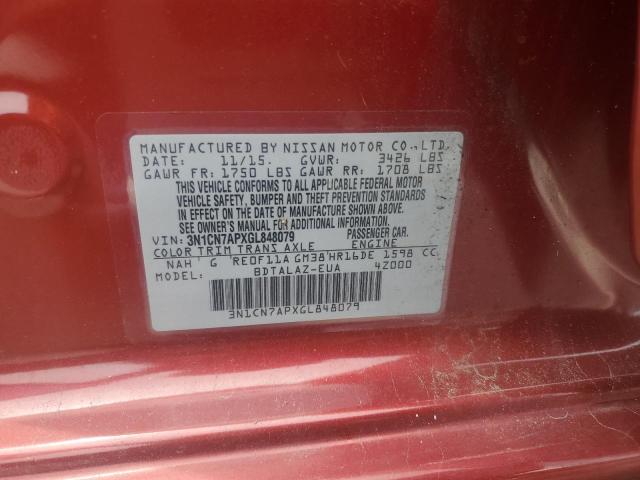 MANUFACTURED BY NISSAN MOTOR CO., LTD.
DATE: 11/15. GVWR: 3426 LBS
GAWR FR: 1750 LBS GAWR RR: 1708 LBS
THIS VEHICLE CONFORMS TO ALL APPLICABLE FEDERAL MOTOR
VEHICLE SAFETY, BUMPER AND THEFT PREVENTION STANDARDS
IN EFFECT ON THE DATE OF MANUFACTURE SHOWN ABOVE.
SEE OWNER'S MANUAL FOR ADDITIONAL INFORMATION.
VIN: 3N1CN7APXGL848079 PASSENGER CAR.
COLOR TRIM TRANS AXLE ENGINE
NAH G RE0F11A GM38 HR16DE 1598 CC
MODEL: BDTALAZ-EUA 42000
3N1CN7APXGL848079